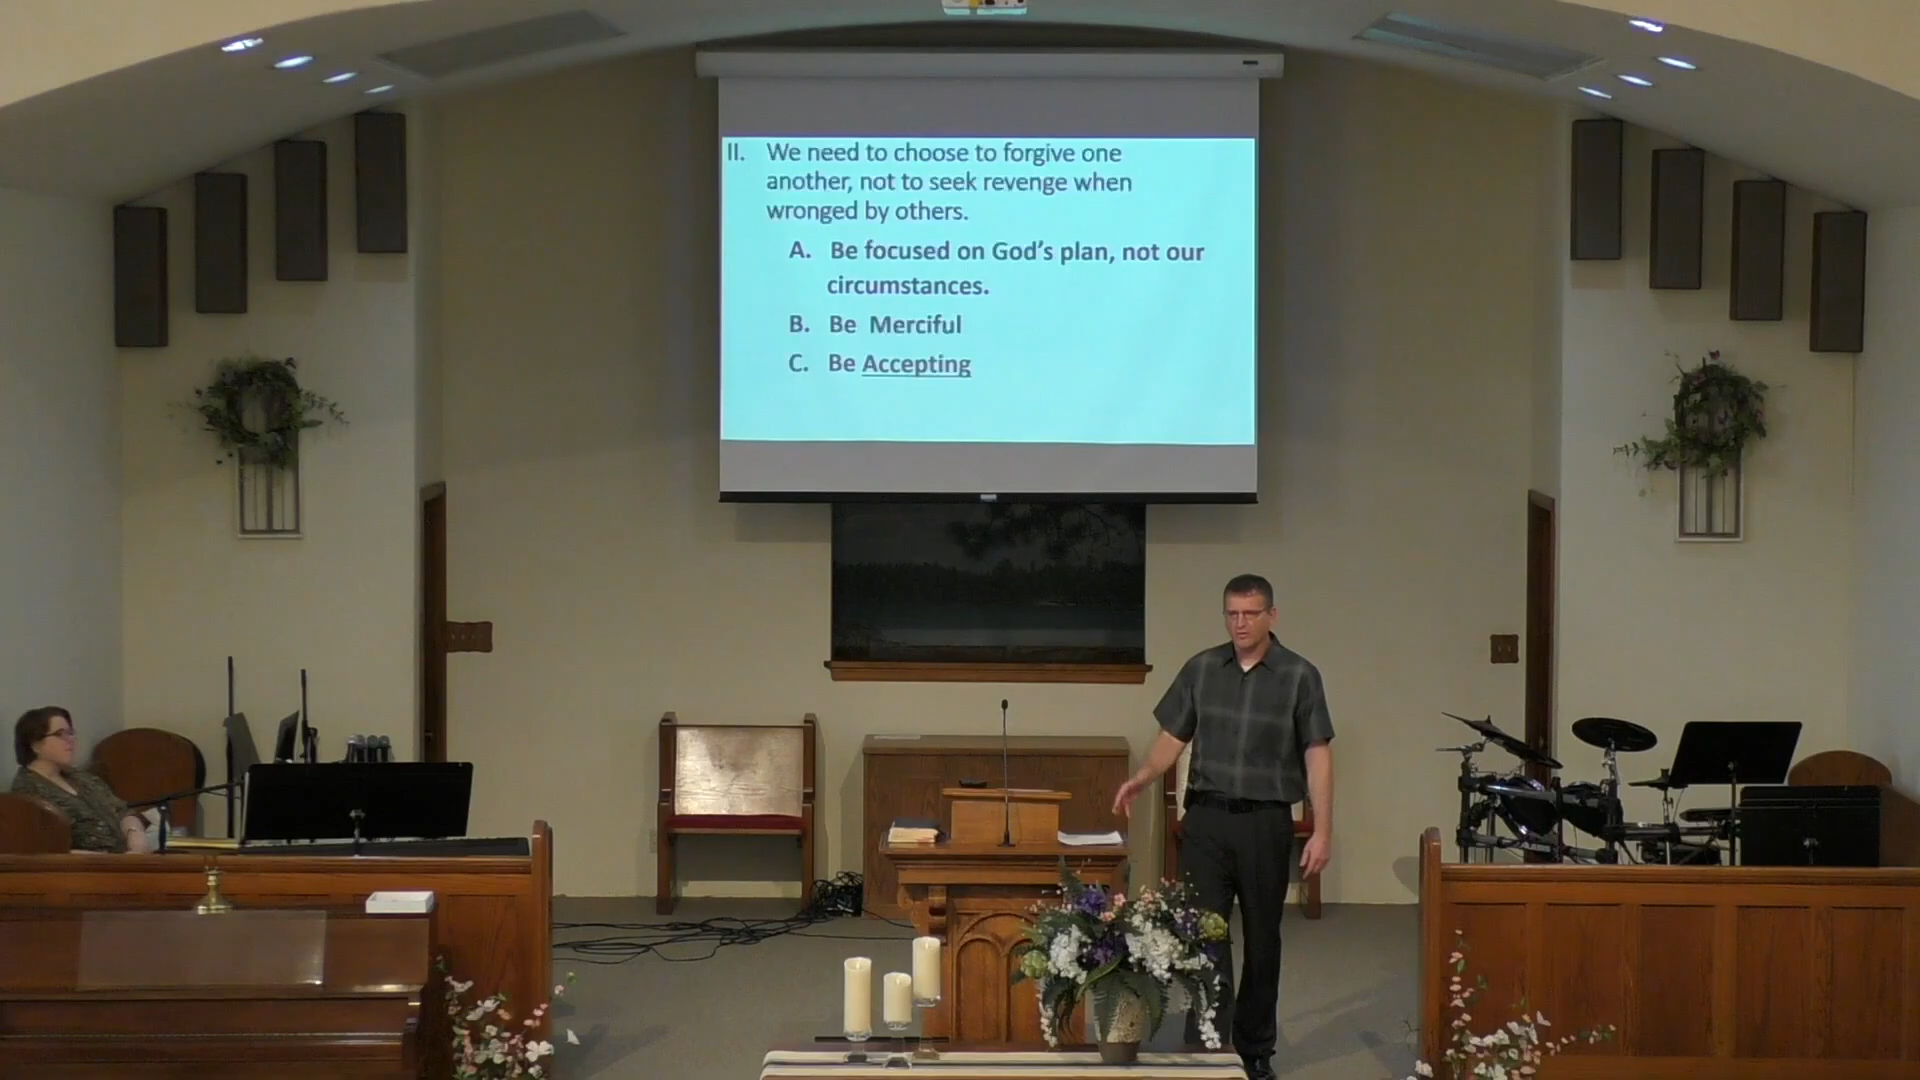 II. We need to choose to forgive one
another, not to seek revenge when
wronged by others.
A. Be focused on God's plan, not our
circumstances.
B. Be Merciful
C. Be Accepting